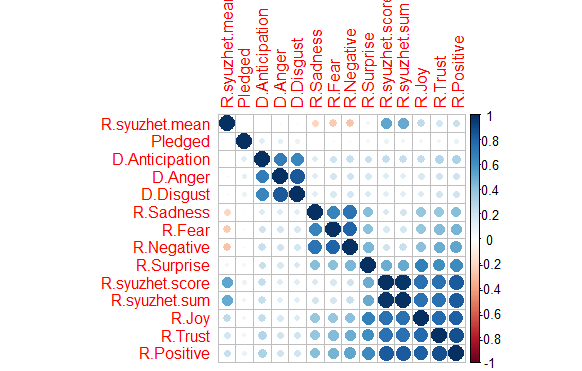 R.syuzhet.mean
Pledged
D.Anticipation
D.Anger
D.Disgust
R.Sadness
R.Fear
R.Negative
R.Surprise
R.syuzhet.score
R.syuzhet.sum
R.Joy
R.Trust
R.Positive
R.syuzhet.mean
Pledged
D.Anticipation
D.Anger
D.Disgust
R.Sadness
R.Fear
R.Negative
R.Surprise
R.syuzhet.score
R.syuzhet.sum
R.Joy
R.Trust
R.Positive
1
0.8
0.6
0.4
0.2
0
-0.2
-0.4
-0.6
-0.8
-1